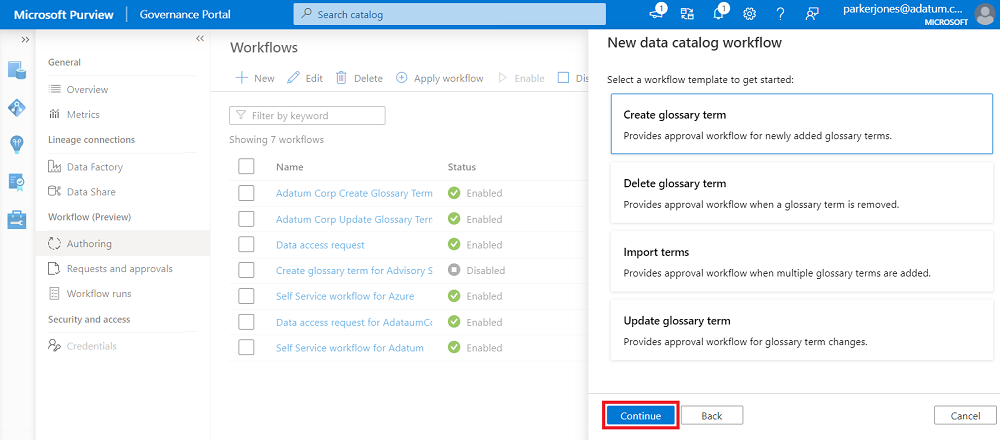 Microsoft Purview | Governance Portal
Search catalog
1
1
parkerjones@adatum.c...
MICROSOFT
General
Overview
Metrics
Lineage connections
Data Factory
Data Share
Workflow (Preview)
Authoring
Requests and approvals
Workflow runs
Security and access
Credentials
Workflows
New
Edit
Delete
Apply workflow
Enable
Dis
Filter by keyword
Showing 7 workflows
Name Status
Adatum Corp Create Glossary Term Enabled
Adatum Corp Update Glossary Terr Enabled
Data access request Enabled
Create glossary term for Advisory S Disabled
Self Service workflow for Azure Enabled
Data access request for AdataumCo Enabled
Self Service workflow for Adatum Enabled
New data catalog workflow
Select a workflow template to get started:
Create glossary term
Provides approval workflow for newly added glossary terms.
Delete glossary term
Provides approval workflow when a glossary term is removed.
Import terms
Provides approval workflow when multiple glossary terms are added.
Update glossary term
Provides approval workflow for glossary term changes.
Continue
Back
Cancel